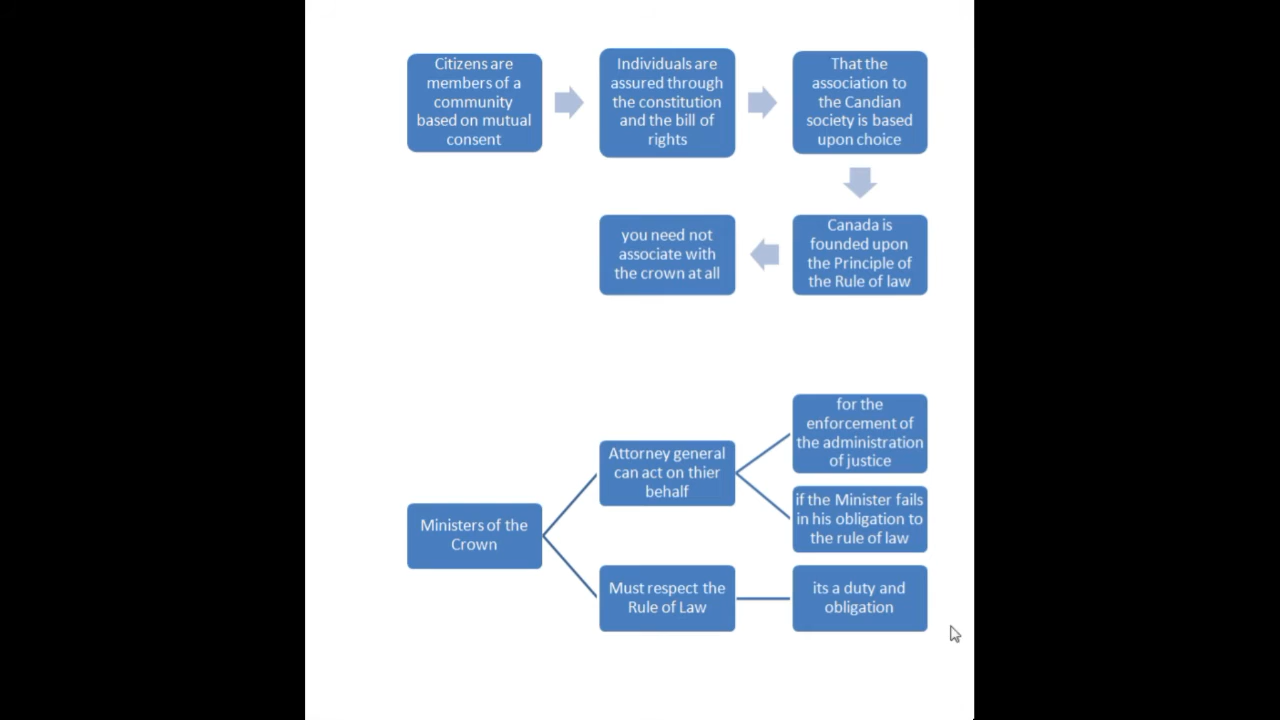 Citizens are
members of a
community
based on mutual
consent
Individuals are
assured through
the constitution
and the bill of
rights
That the
association to
the Candian
society is based
upon choice
Canada is
founded upon
the Principle of
the Rule of law
you need not
associate with
the crown at all
Ministers of the
Crown
Attorney general
can act on thier
behalf
for the
enforcement of
the administration
of justice
if the Minister fails
in his obligation to
the rule of law
Must respect the
Rule of Law
its a duty and
obligation